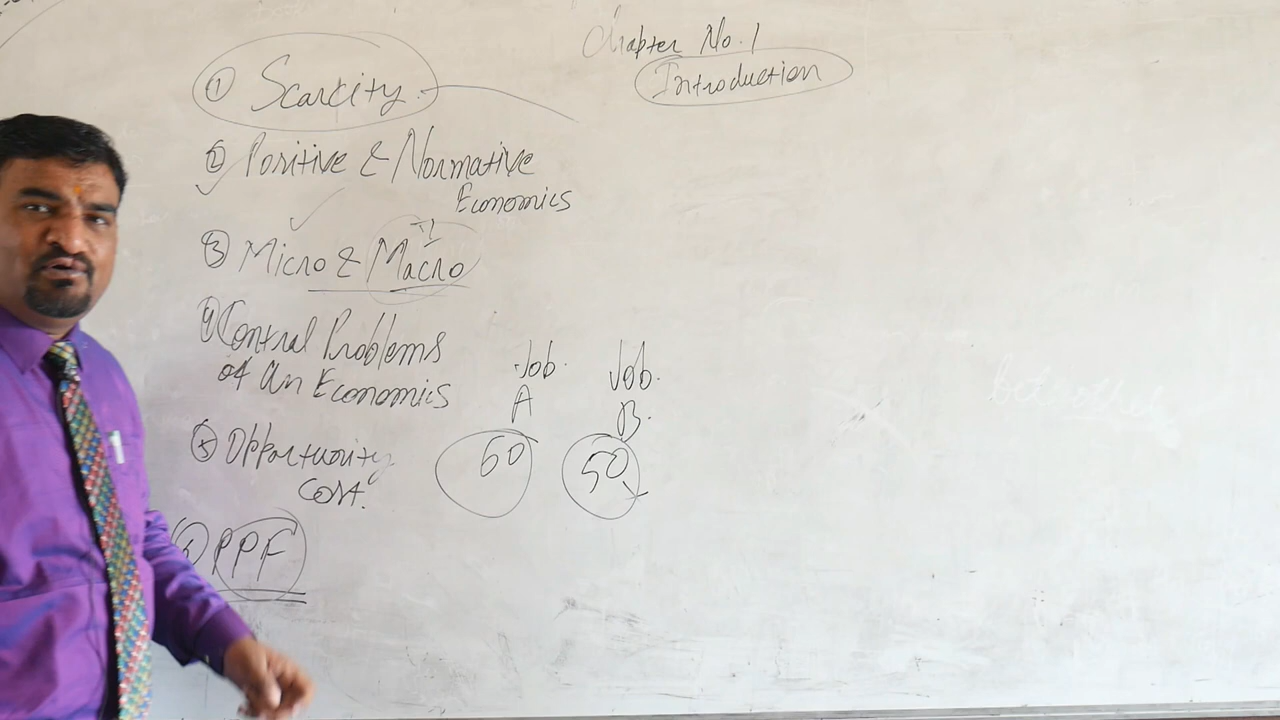 Chapter No. 1
Introduction
① Scarcity
② Positive & Normative
Economics
③ Micro & Macro
④ Central Problems
of An Economics
Job. Job.
A B.
⑤ Opportunity
Cost.
60 50
⑥ PPF